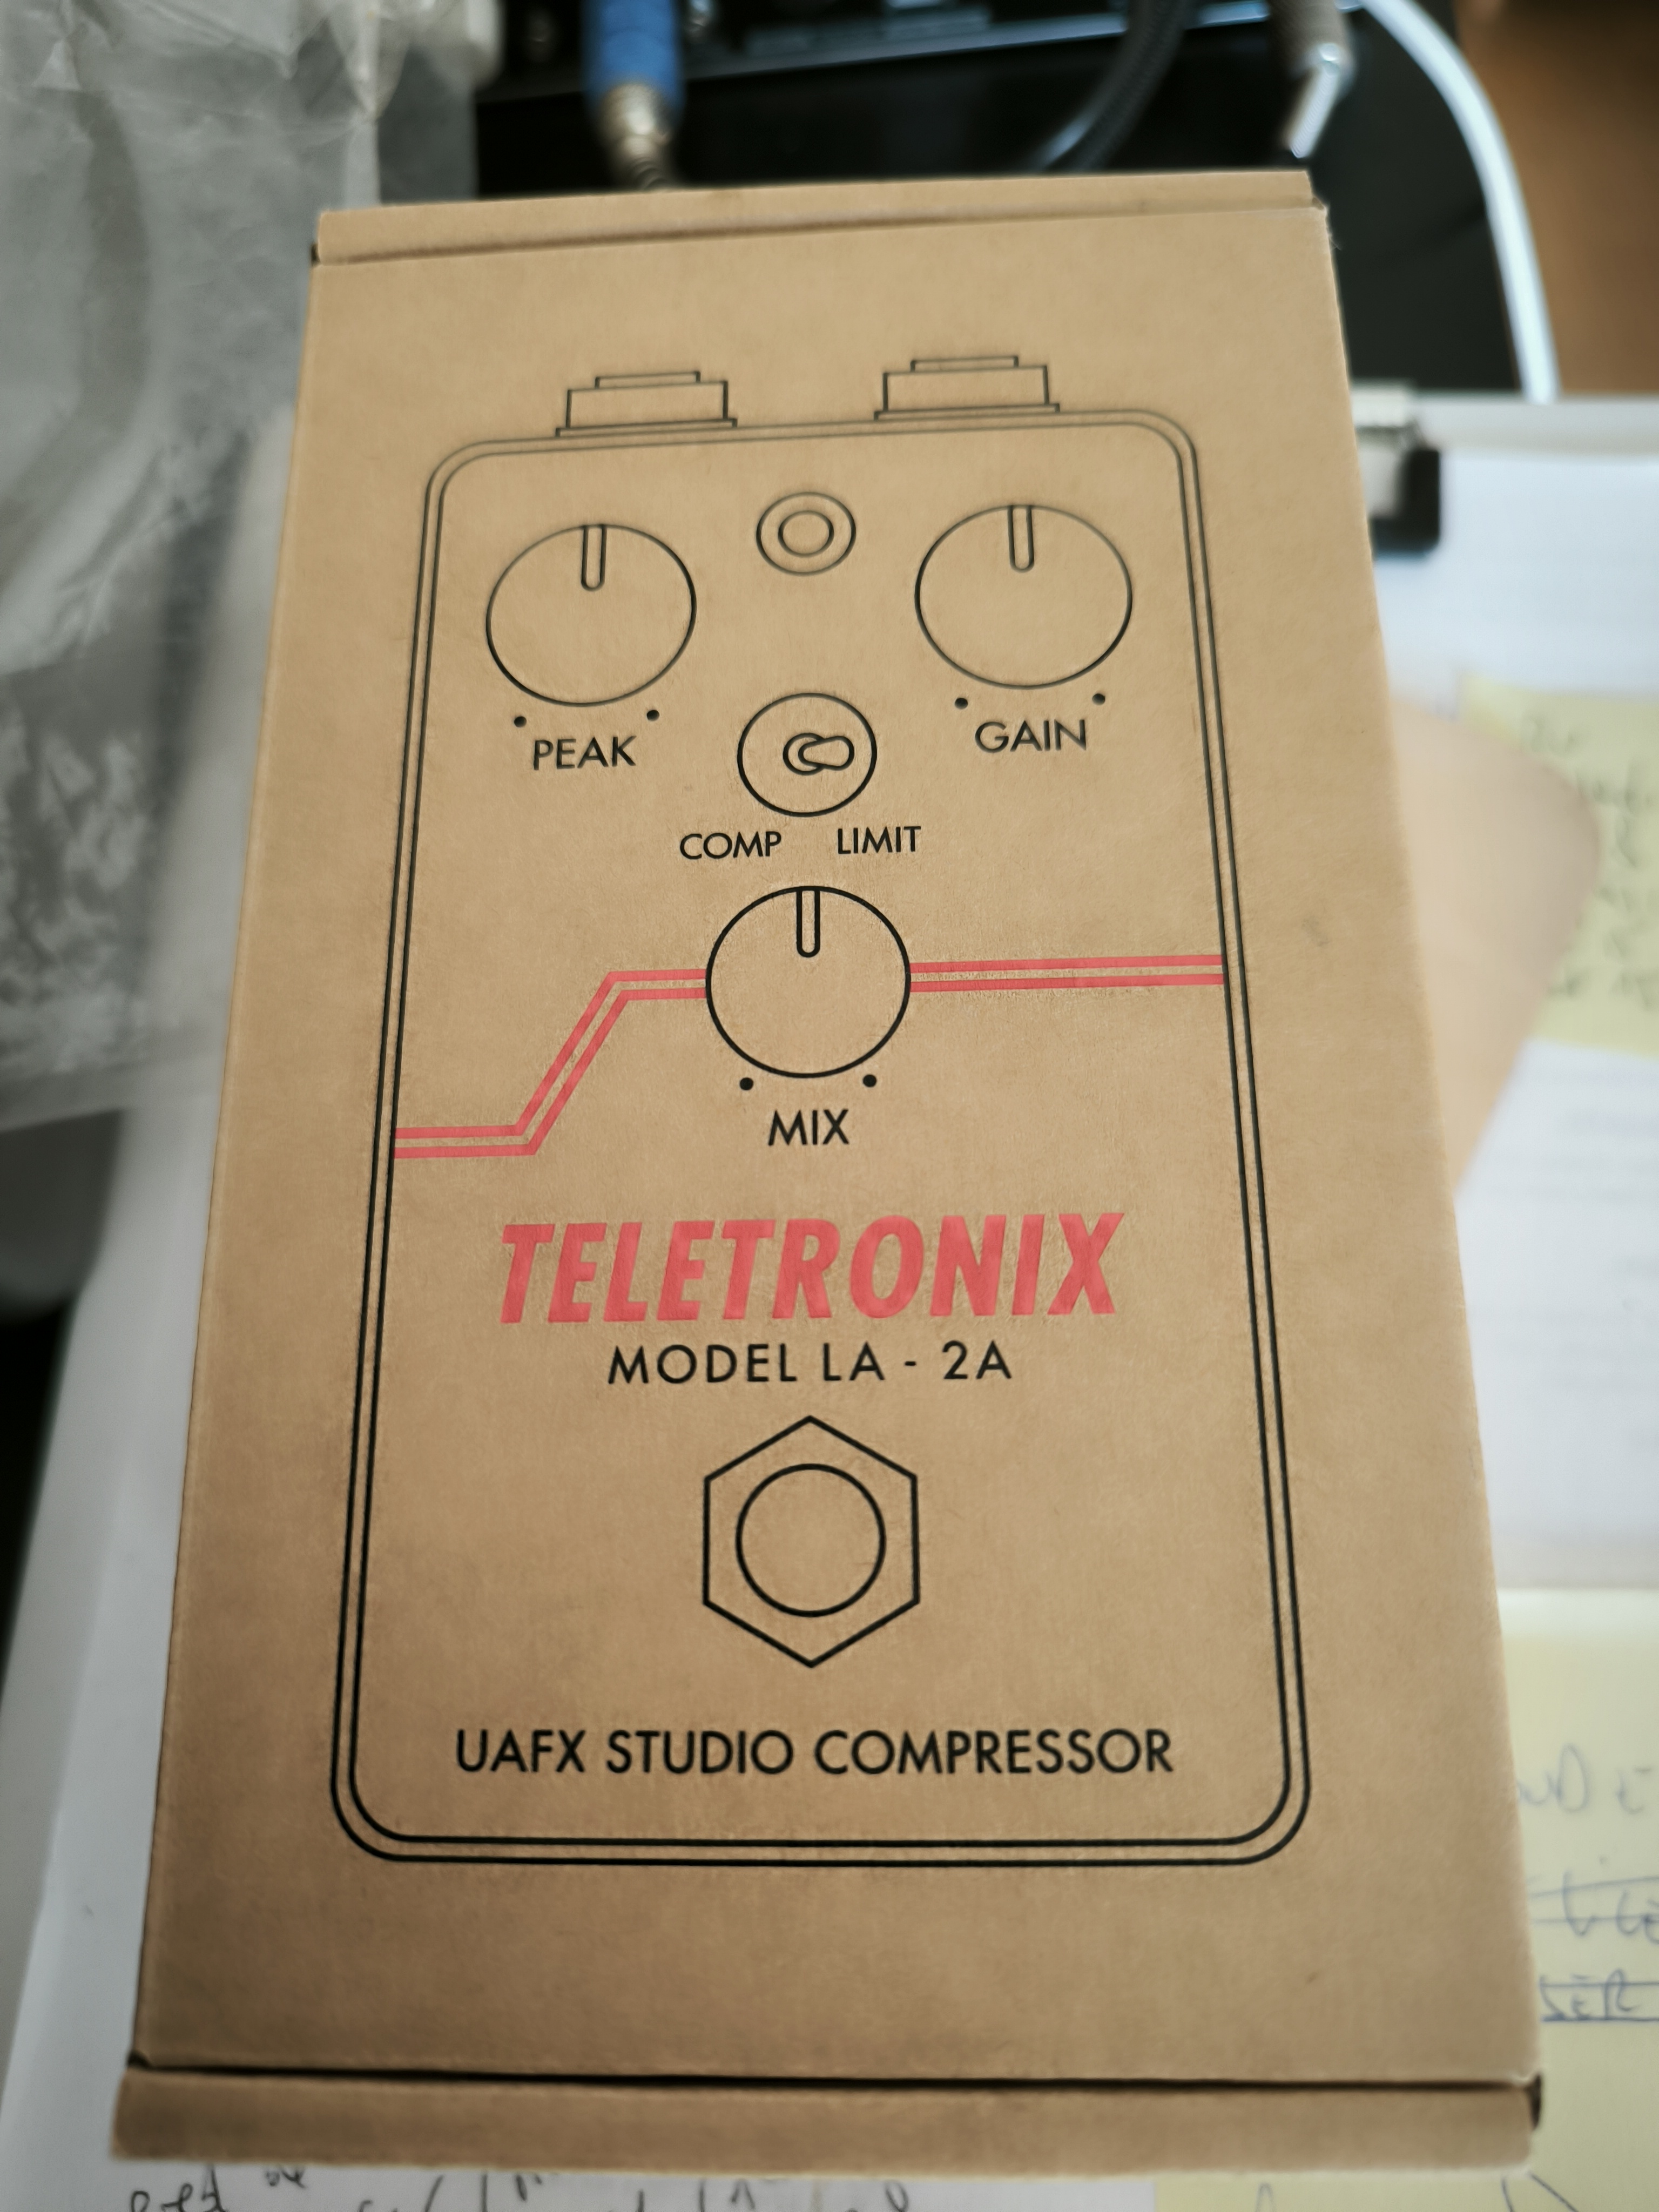 PEAK
GAIN
COMP LIMIT
MIX
TELETRONIX
MODEL LA - 2A
UAFX STUDIO COMPRESSOR